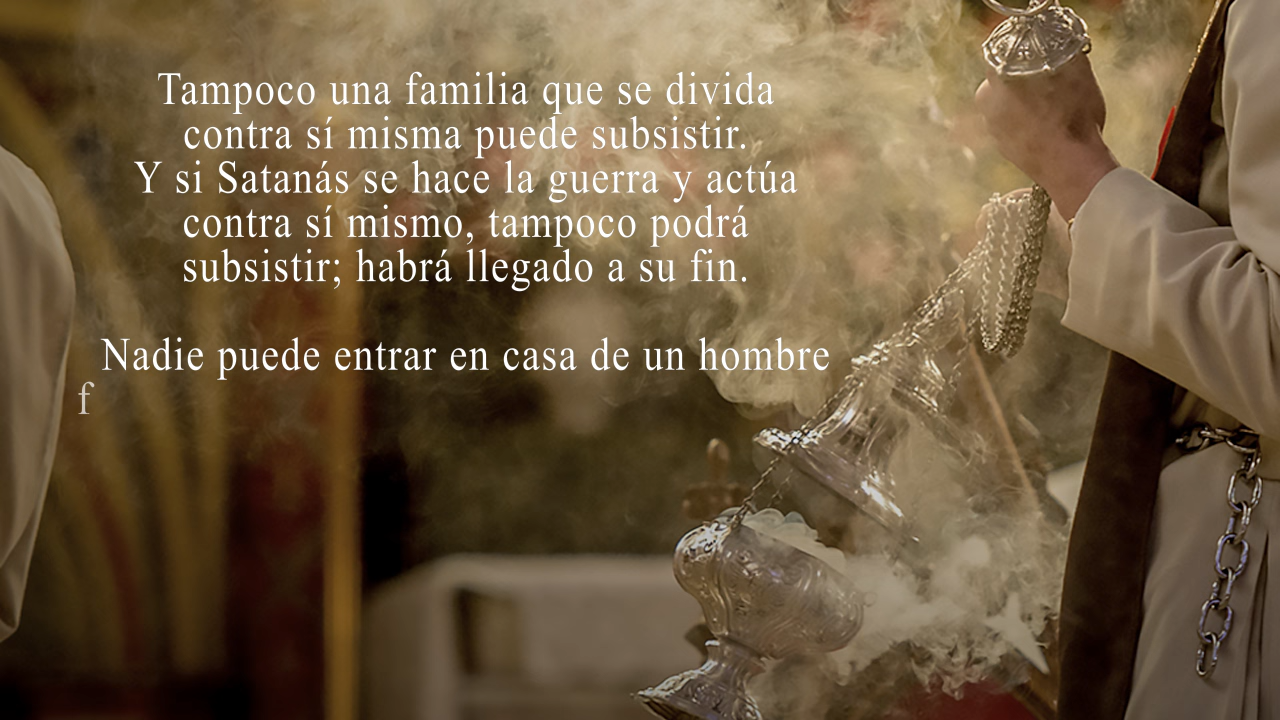 Tampoco una familia que se divida
contra sí misma puede subsistir.
Y si Satanás se hace la guerra y actúa
contra sí mismo, tampoco podrá
subsistir; habrá llegado a su fin.
Nadie puede entrar en casa de un hombre
f